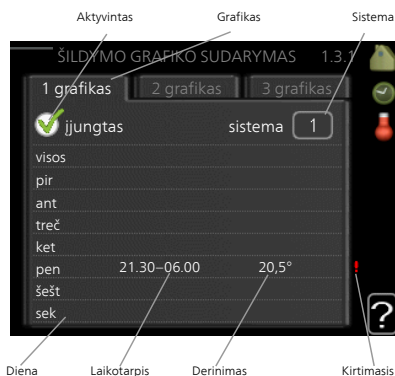 Aktyvintas Grafikas Sistema
ŠILDYMO GRAFIKO SUDARYMAS 1.3.1
1 grafikas 2 grafikas 3 grafikas
įjungtas sistema 1
visos
pir
ant
treč
ket
pen 21.30–06.00 20,5° !
šešt
sek
?
Diena Laikotarpis Derinimas Kirtimasis